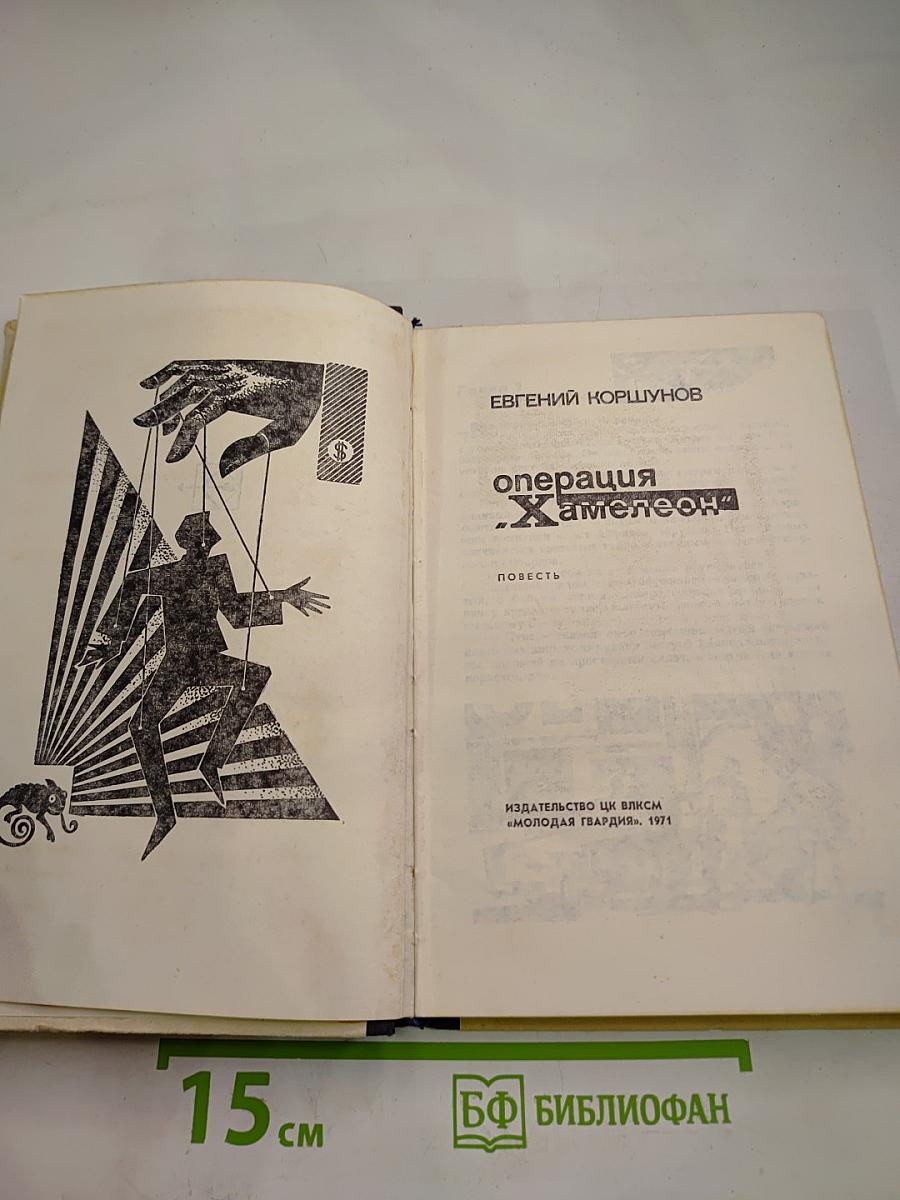 $
ЕВГЕНИЙ КОРШУНОВ
операция
„Хамелеон“
ПОВЕСТЬ
ИЗДАТЕЛЬСТВО ЦК ВЛКСМ
«МОЛОДАЯ ГВАРДИЯ». 1971
15 см
БФ БИБЛИОФАН